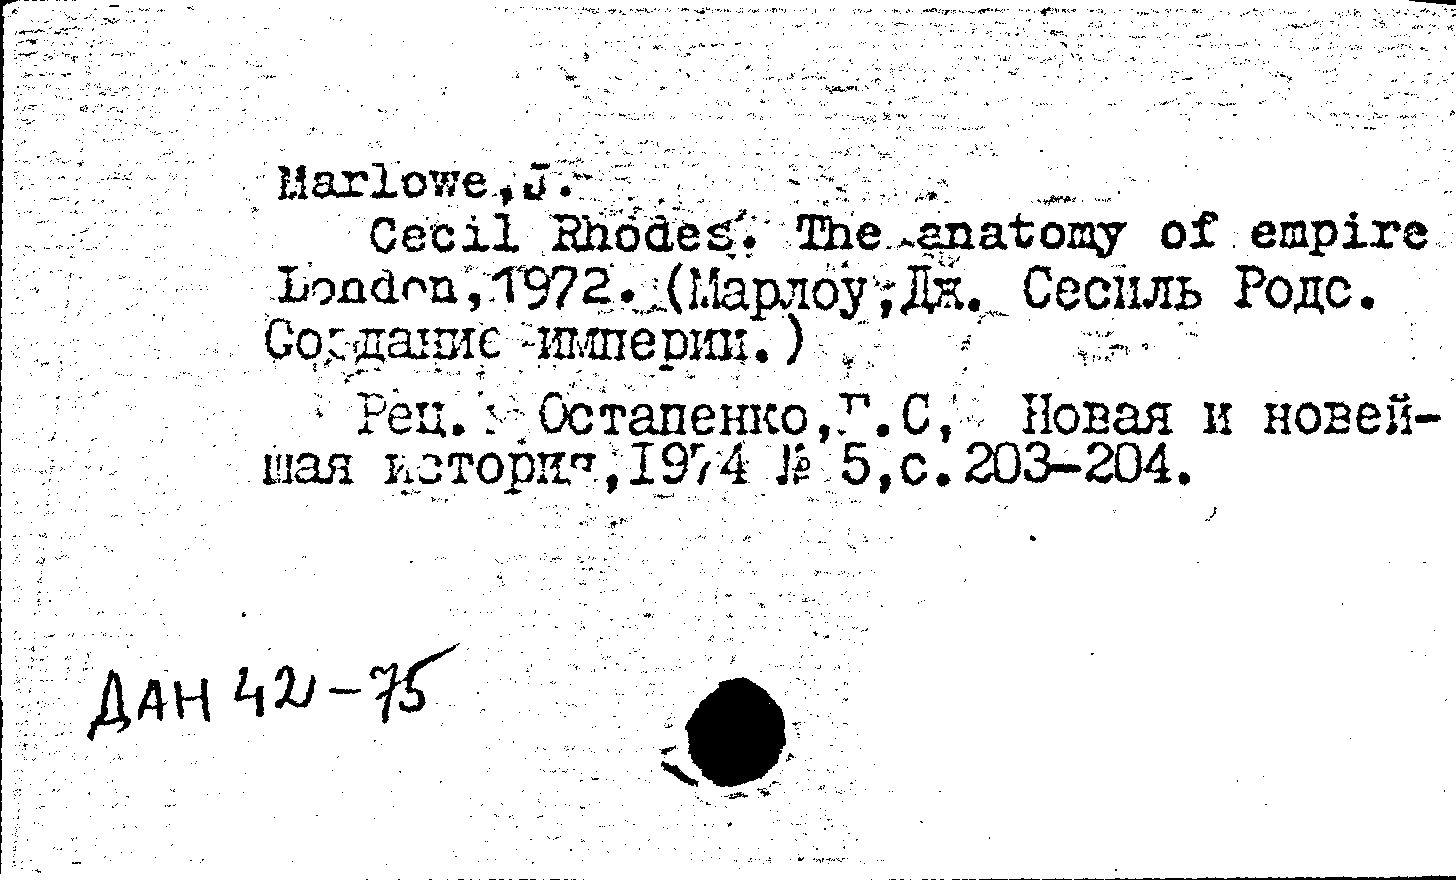 Marlowe, J.
Cecil Rhodes. The anatomy of empire
London, 1972. (Марлоу, Дж. Сесиль Родс.
Создание империи.)
Рец.: Остапенко, Г.С, Новая и новей-
шая история, 1974 № 5, с. 203-204.
ДАН 42-75